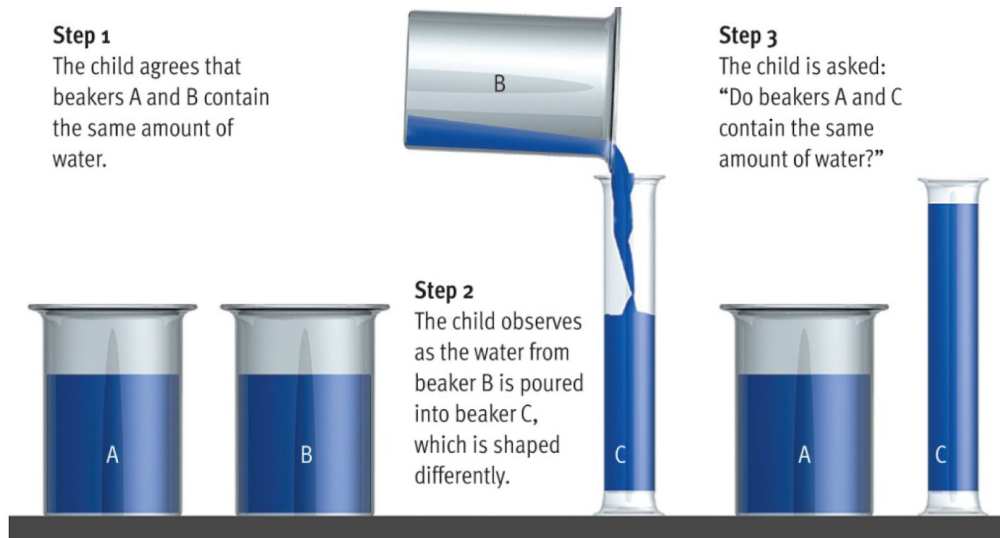 Step 1
The child agrees that
beakers A and B contain
the same amount of
water.
B
Step 3
The child is asked:
“Do beakers A and C
contain the same
amount of water?”
Step 2
The child observes
as the water from
beaker B is poured
into beaker C,
which is shaped
differently.
A
B
C
A
C